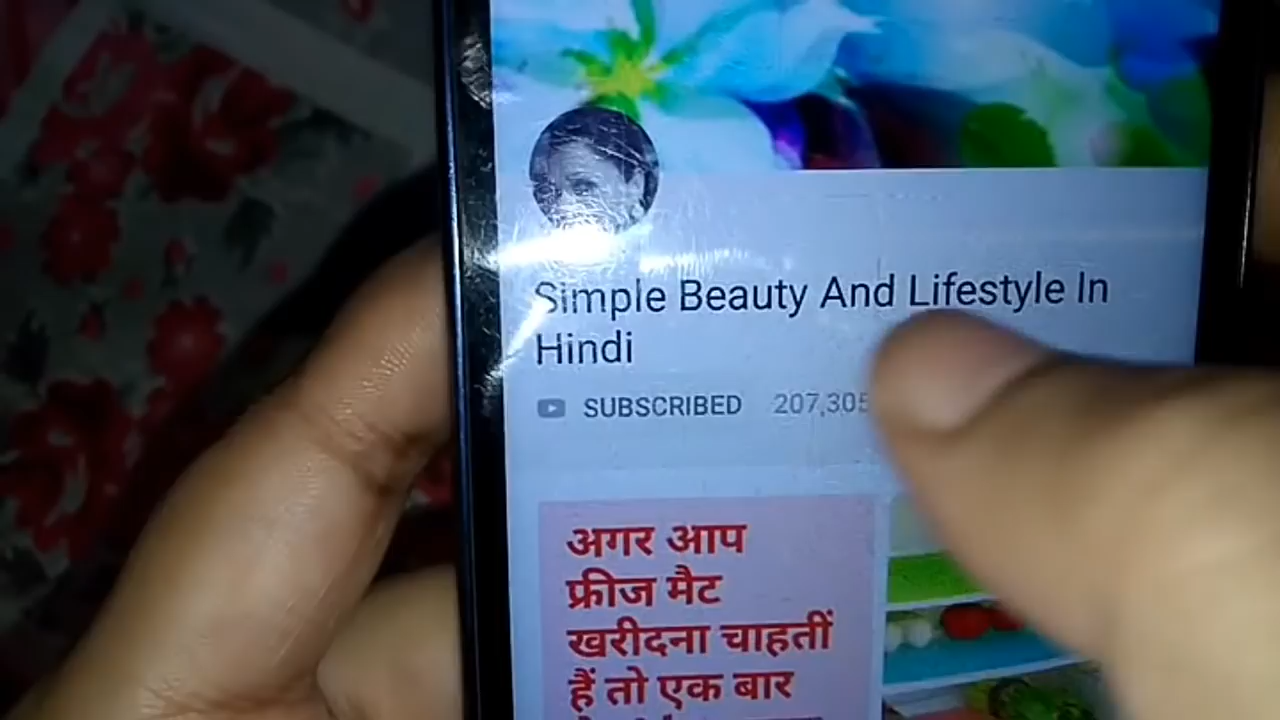 Simple Beauty And Lifestyle In
Hindi
SUBSCRIBED 207,305
अगर आप
फ्रीज मैट
खरीदना चाहतीं
हैं तो एक बार